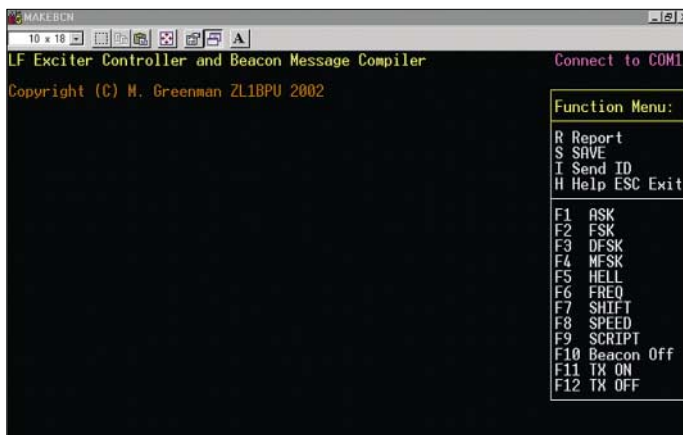 MAKEBCN
10 x 18
A
LF Exciter Controller and Beacon Message Compiler
Connect to COM1
Copyright (C) M. Greenman ZL1BPU 2002
Function Menu:
R Report
S SAVE
I Send ID
H Help ESC Exit
F1 ASK
F2 FSK
F3 DFSK
F4 MFSK
F5 HELL
F6 FREQ
F7 SHIFT
F8 SPEED
F9 SCRIPT
F10 Beacon Off
F11 TX ON
F12 TX OFF